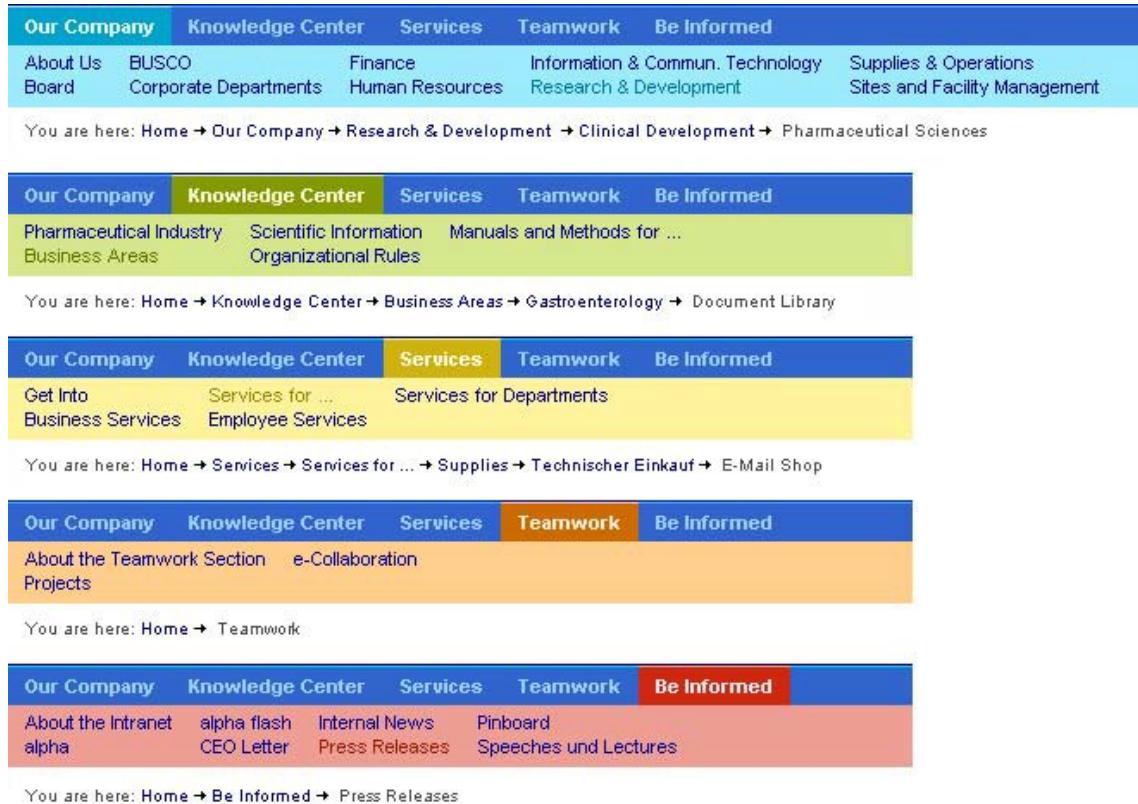 Our Company Knowledge Center Services Teamwork Be Informed
About Us BUSCO Finance Information & Commun. Technology Supplies & Operations
Board Corporate Departments Human Resources Research & Development Sites and Facility Management
You are here: Home → Our Company → Research & Development → Clinical Development → Pharmaceutical Sciences
Our Company Knowledge Center Services Teamwork Be Informed
Pharmaceutical Industry Scientific Information Manuals and Methods for ...
Business Areas Organizational Rules
You are here: Home → Knowledge Center → Business Areas → Gastroenterology → Document Library
Our Company Knowledge Center Services Teamwork Be Informed
Get Into Services for ... Services for Departments
Business Services Employee Services
You are here: Home → Services → Services for ... → Supplies → Technischer Einkauf → E-Mail Shop
Our Company Knowledge Center Services Teamwork Be Informed
About the Teamwork Section e-Collaboration
Projects
You are here: Home → Teamwork
Our Company Knowledge Center Services Teamwork Be Informed
About the Intranet alpha flash Internal News Pinboard
alpha CEO Letter Press Releases Speeches und Lectures
You are here: Home → Be Informed → Press Releases